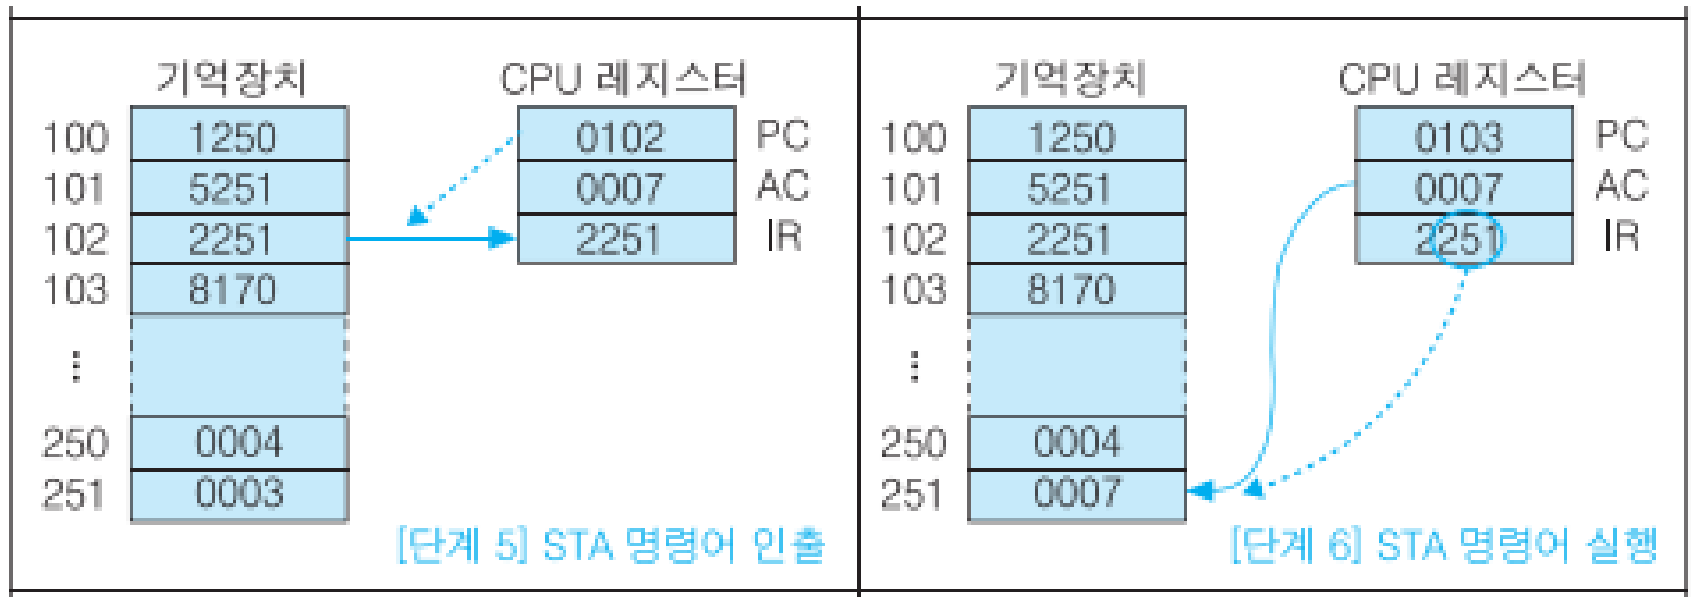 기억장치 CPU 레지스터
100 1250 0102 PC
101 5251 0007 AC
102 2251 2251 IR
103 8170
⋮
250 0004
251 0003
[단계 5] STA 명령어 인출
기억장치 CPU 레지스터
100 1250 0103 PC
101 5251 0007 AC
102 2251 2251 IR
103 8170
⋮
250 0004
251 0007
[단계 6] STA 명령어 실행